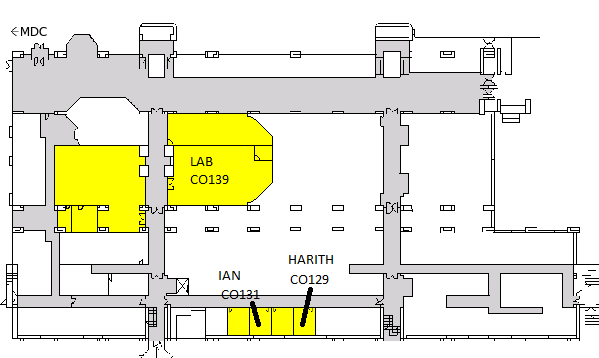 ←MDC
LAB
CO139
HARITH
IAN
CO129
CO131